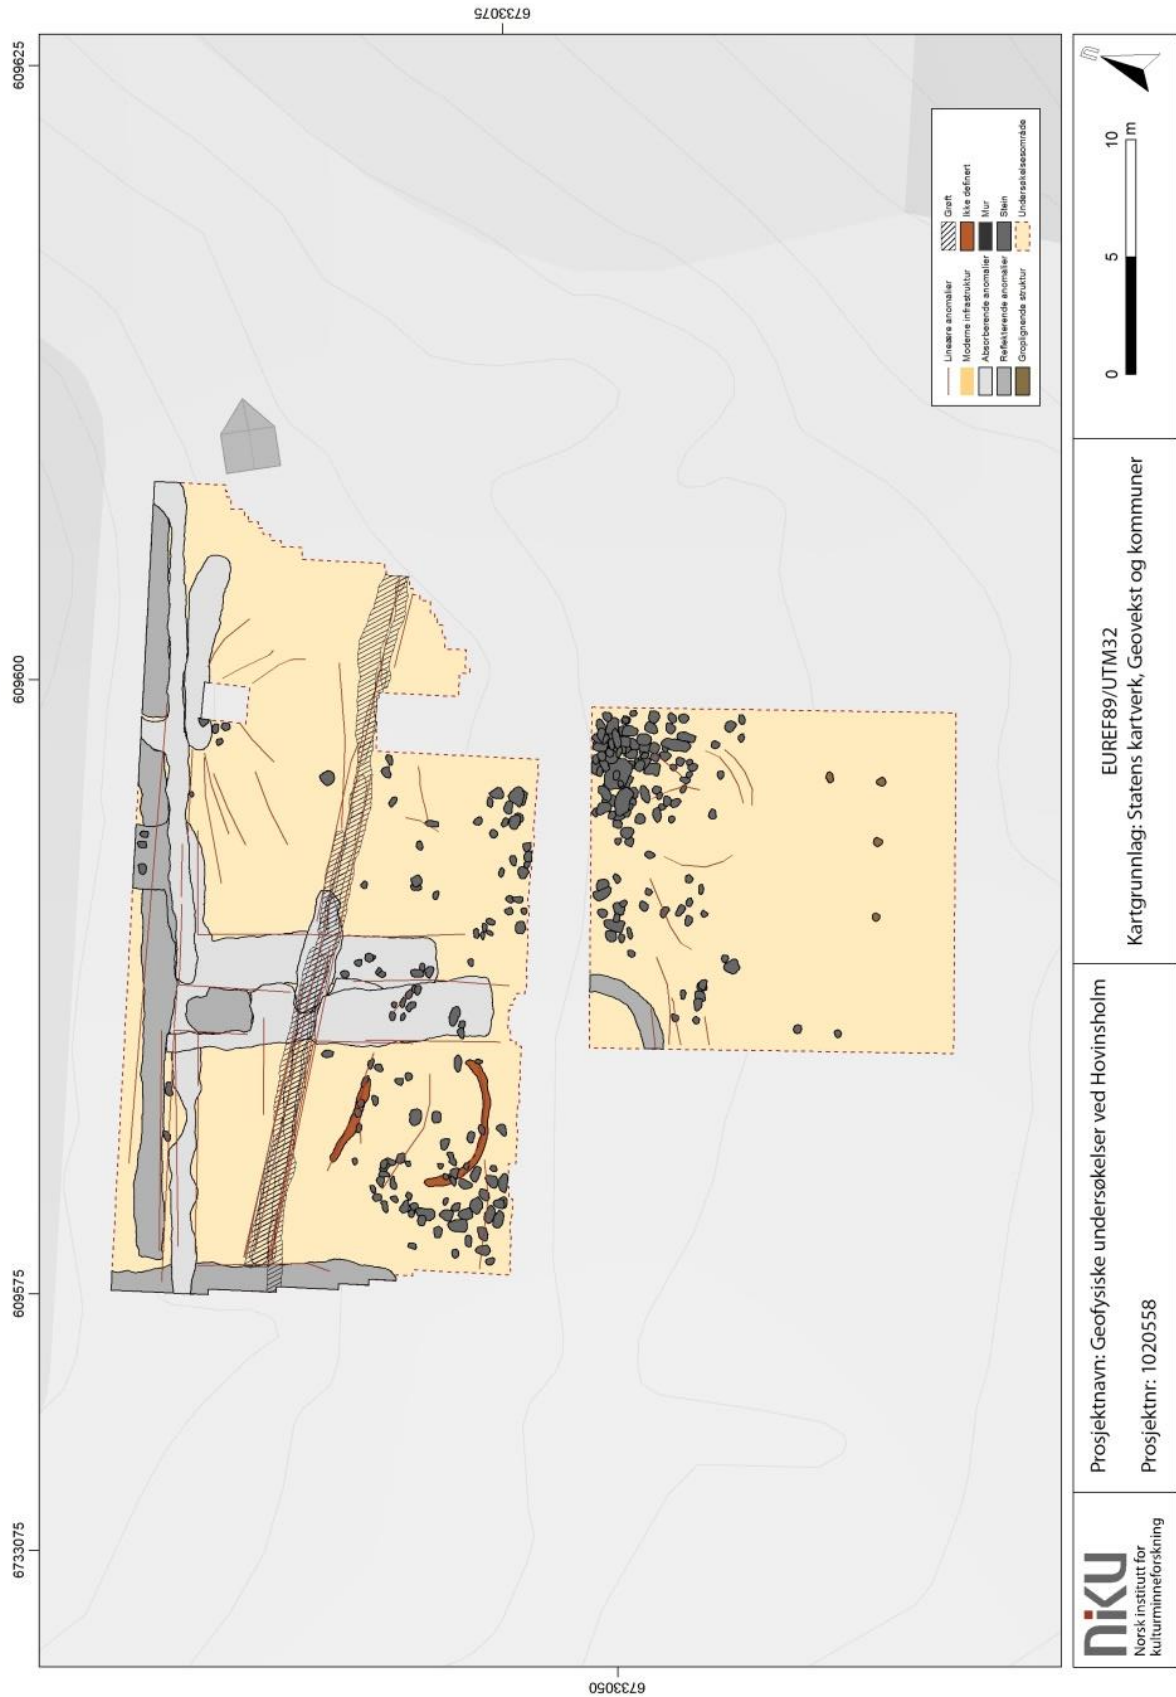 6733075
609575
609600
609625
6733050
6733075
Lineære anomalier
Moderne infrastruktur
Absorberende anomalier
Reflekterende anomalier
Groplignende struktur
Grøft
Ikke definert
Mur
Stein
Undersøkelsesområde
niku
Norsk institutt for
kulturminneforskning
Prosjektnavn: Geofysiske undersøkelser ved Hovinsholm
Prosjektnr: 1020558
EUREF89/UTM32
Kartgrunnlag: Statens kartverk, Geovekst og kommuner
0 5 10
m
n